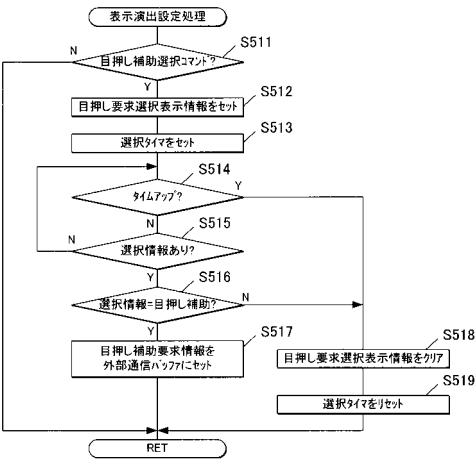 表示演出設定処理
S511
N
目押し補助選択コマンド?
Y
S512
目押し要求選択表示情報をセット
S513
選択タイマをセット
S514
タイムアップ?
Y
N
S515
N
選択情報あり?
Y
S516
選択情報=目押し補助?
N
Y
S517
目押し補助要求情報を
外部通信バッファにセット
S518
目押し要求選択表示情報をクリア
S519
選択タイマをリセット
RET